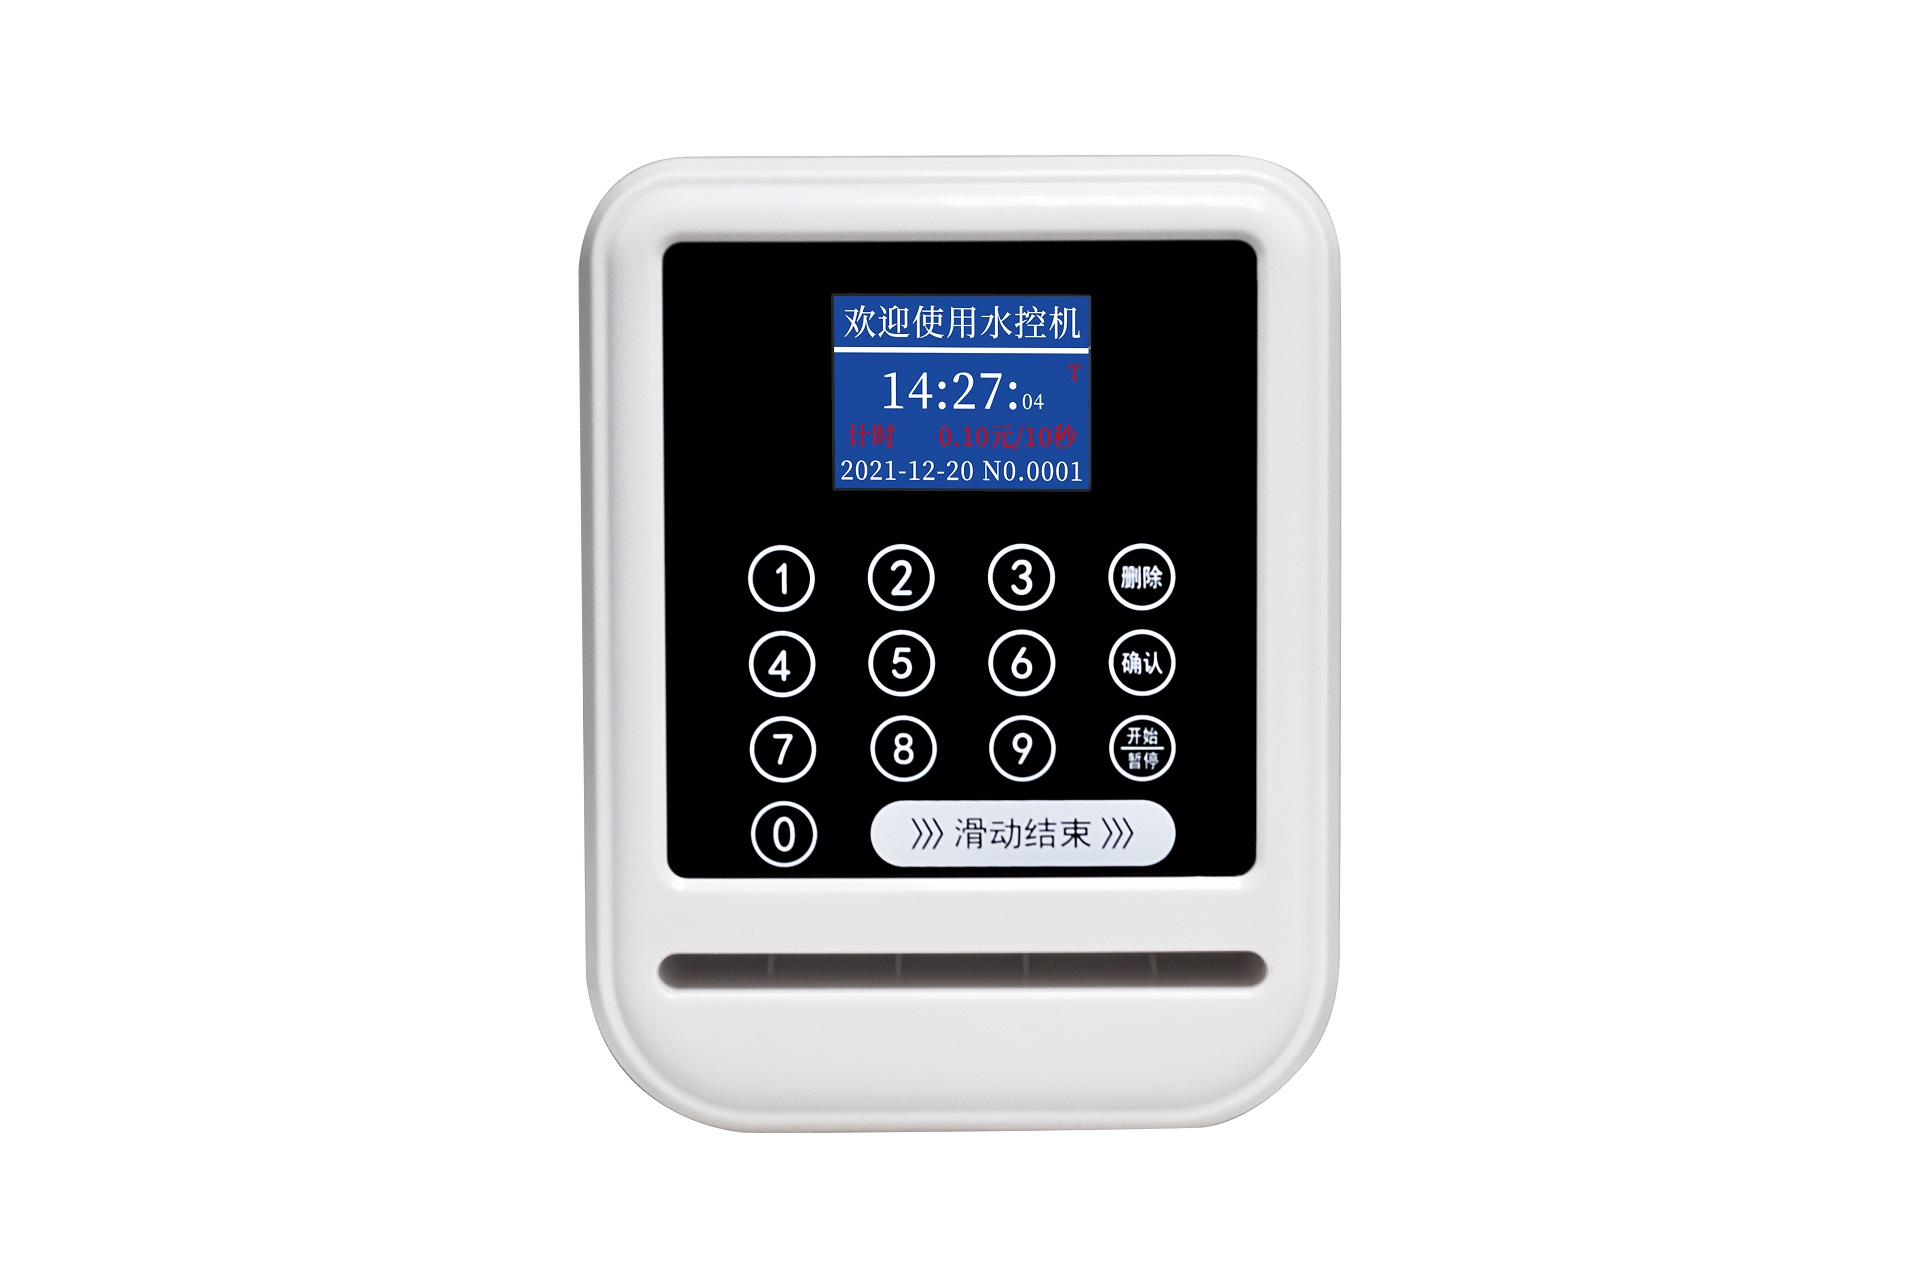 欢迎使用水控机
T
14:27:04
计时 0.10元/10秒
2021-12-20 N0.0001
1 2 3 删除
4 5 6 确认
7 8 9 开始
暂停
0 》》》滑动结束》》》